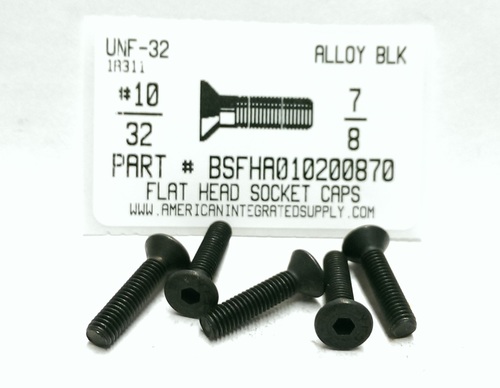 UNF-32
ALLOY BLK
1A311
#10
32
7
8
PART # BSFHA010200870
FLAT HEAD SOCKET CAPS
WWW.AMERICANINTEGRATEDSUPPLY.COM